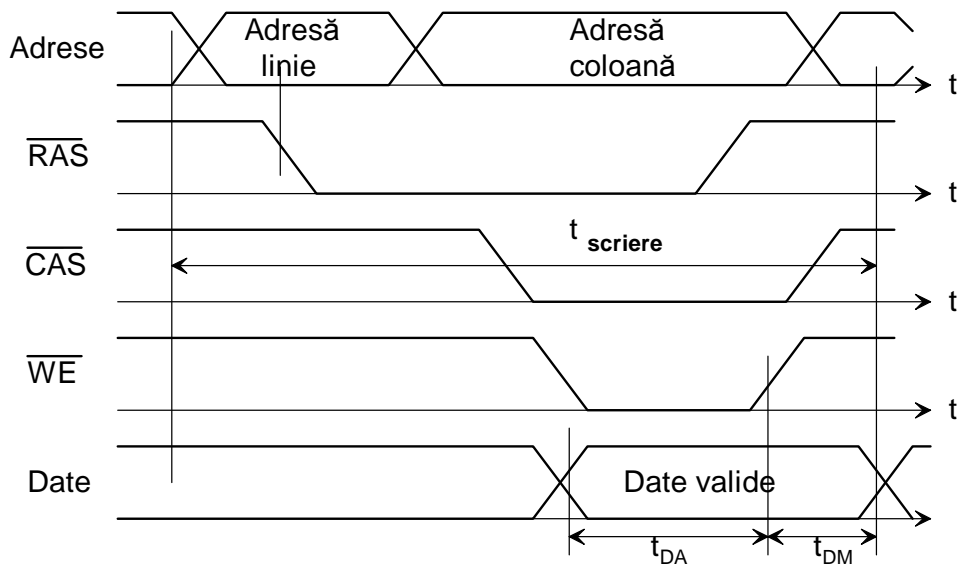 Adrese
Adresă
linie
Adresă
coloană
t
RAS
t
t scriere
CAS
t
WE
t
Date
Date valide
tDA
tDM